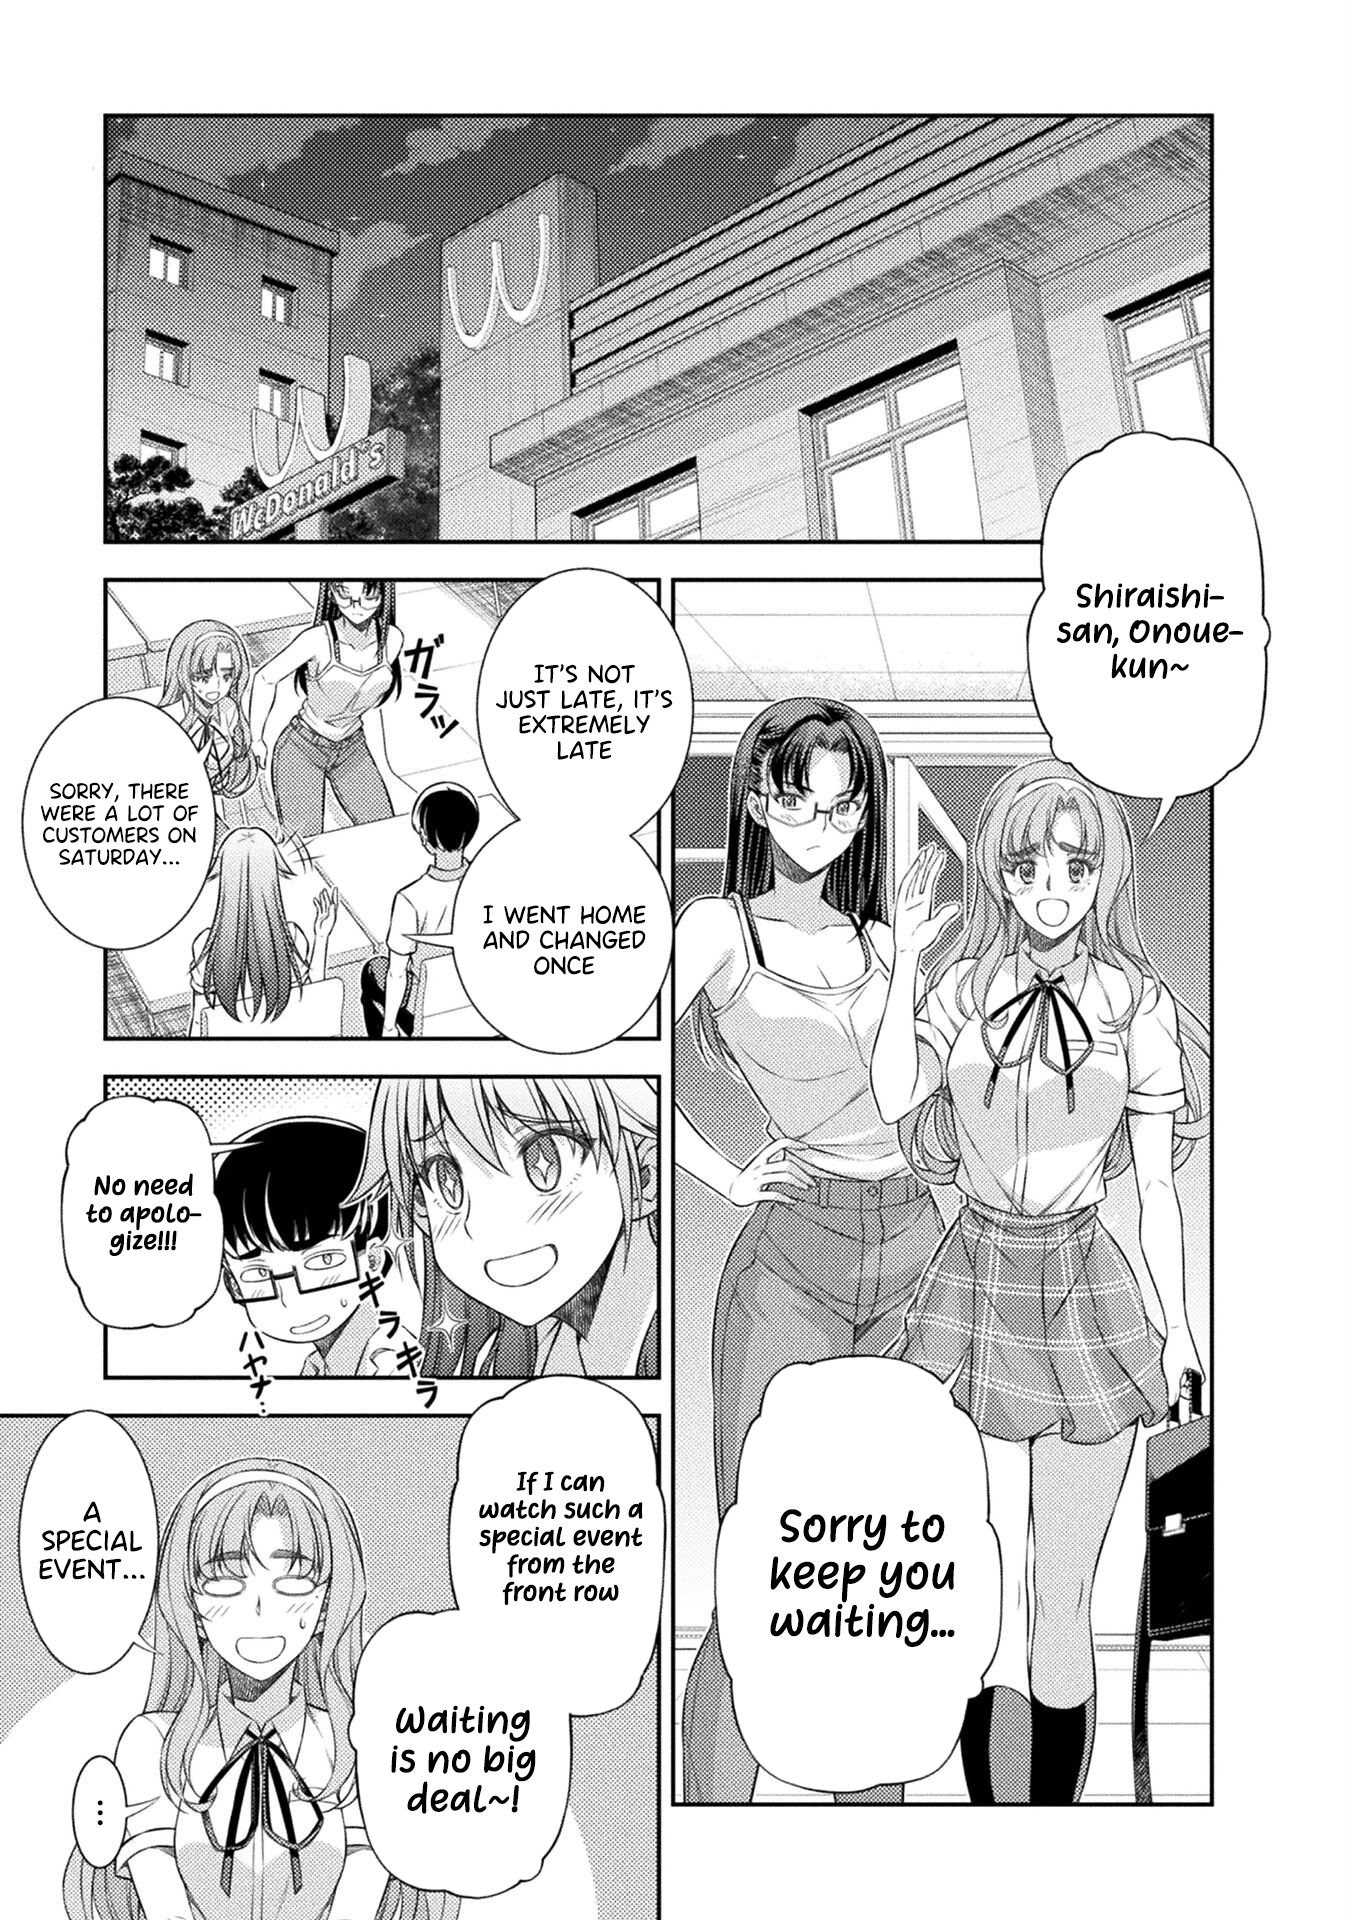 WcDonald's
Shiraishi-
san, Onoue-
kun~
Sorry to
keep you
waiting...
IT'S NOT
JUST LATE, IT'S
EXTREMELY
LATE
ガラッ
SORRY, THERE
WERE A LOT OF
CUSTOMERS ON
SATURDAY...
I WENT HOME
AND CHANGED
ONCE
No need
to apolo-
gize!!!
キラキラ
ハヤナ…
If I can
watch such a
special event
from the
front row
Waiting
is no big
deal~!
A
SPECIAL
EVENT...
...